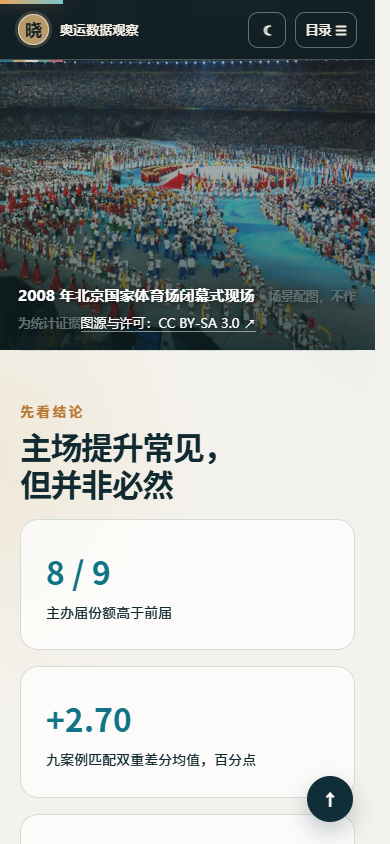 晓 奥运数据观察 目录
2008 年北京国家体育场闭幕式现场 场景配图，不作
为统计证据 图源与许可：CC BY-SA 3.0 ↗
先看结论
主场提升常见，
但并非必然
8 / 9
主办届份额高于前届
+2.70
九案例匹配双重差分均值，百分点
↑